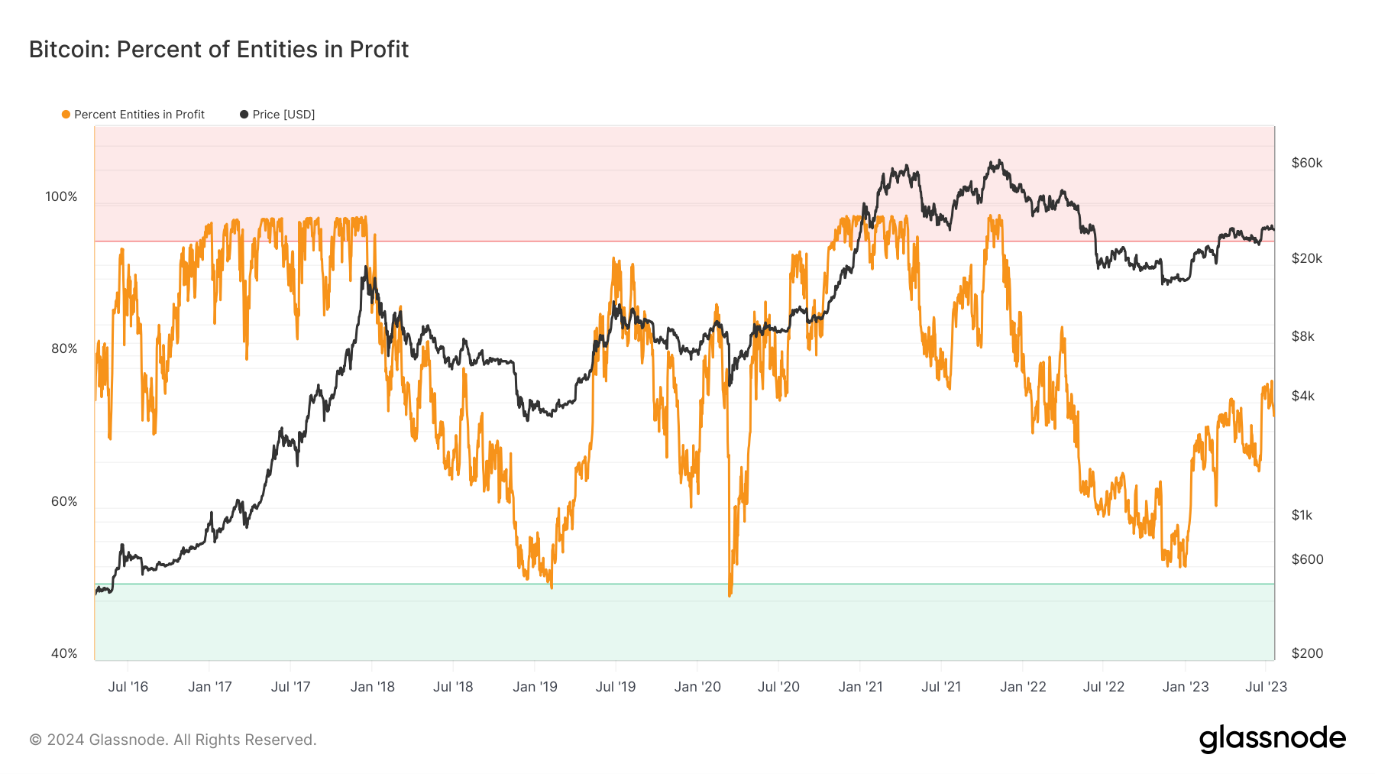 Bitcoin: Percent of Entities in Profit
Percent Entities in Profit Price [USD]
100%
80%
60%
40%
$60k
$20k
$8k
$4k
$1k
$600
$200
Jul '16 Jan '17 Jul '17 Jan '18 Jul '18 Jan '19 Jul '19 Jan '20 Jul '20 Jan '21 Jul '21 Jan '22 Jul '22 Jan '23 Jul '23
© 2024 Glassnode. All Rights Reserved.
glassnode